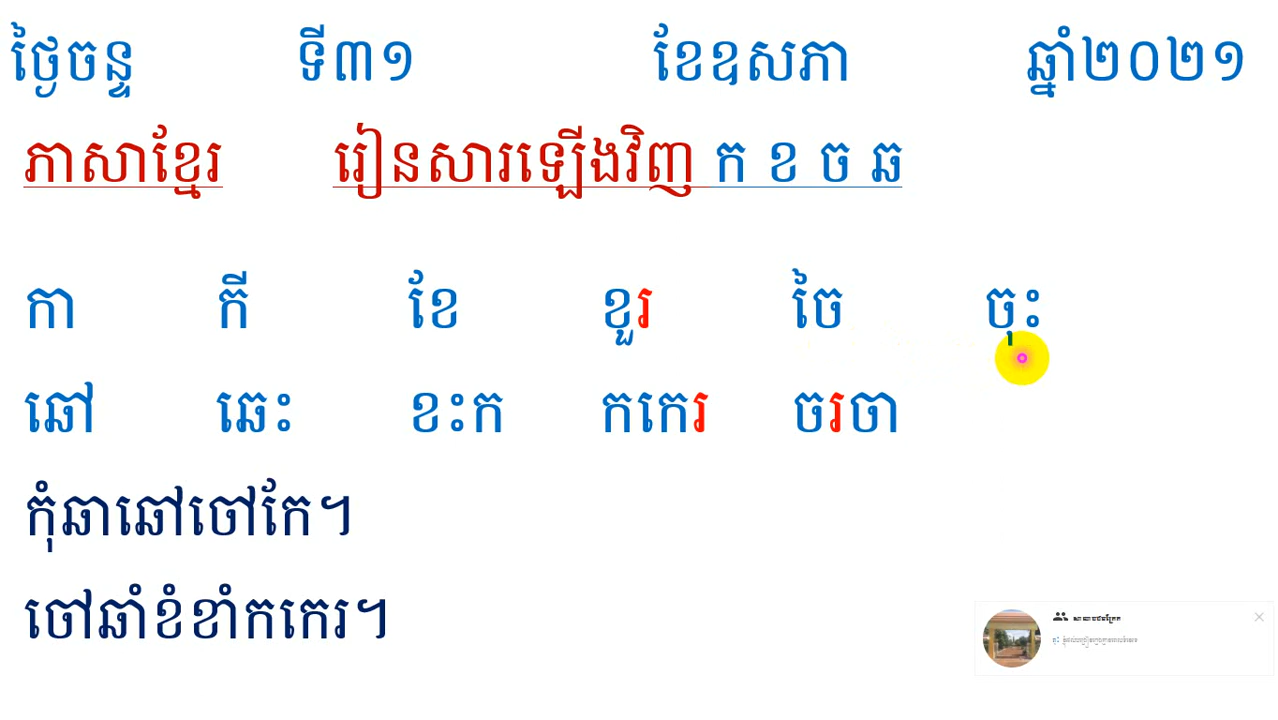 ថ្ងៃចន្ទ ទី៣១ ខែឧសភា ឆ្នាំ២០២១
ភាសាខ្មែរ រៀនសារឡើងវិញ ក ខ ច ឆ
កា កី ខែ ខួរ ចៃ ចុះ
ឆៅ ឆេះ ខះក កកេរ ចរចា
កុំឆាឆៅចៅកែ។
ចៅឆាំខំខាំកកេរ។